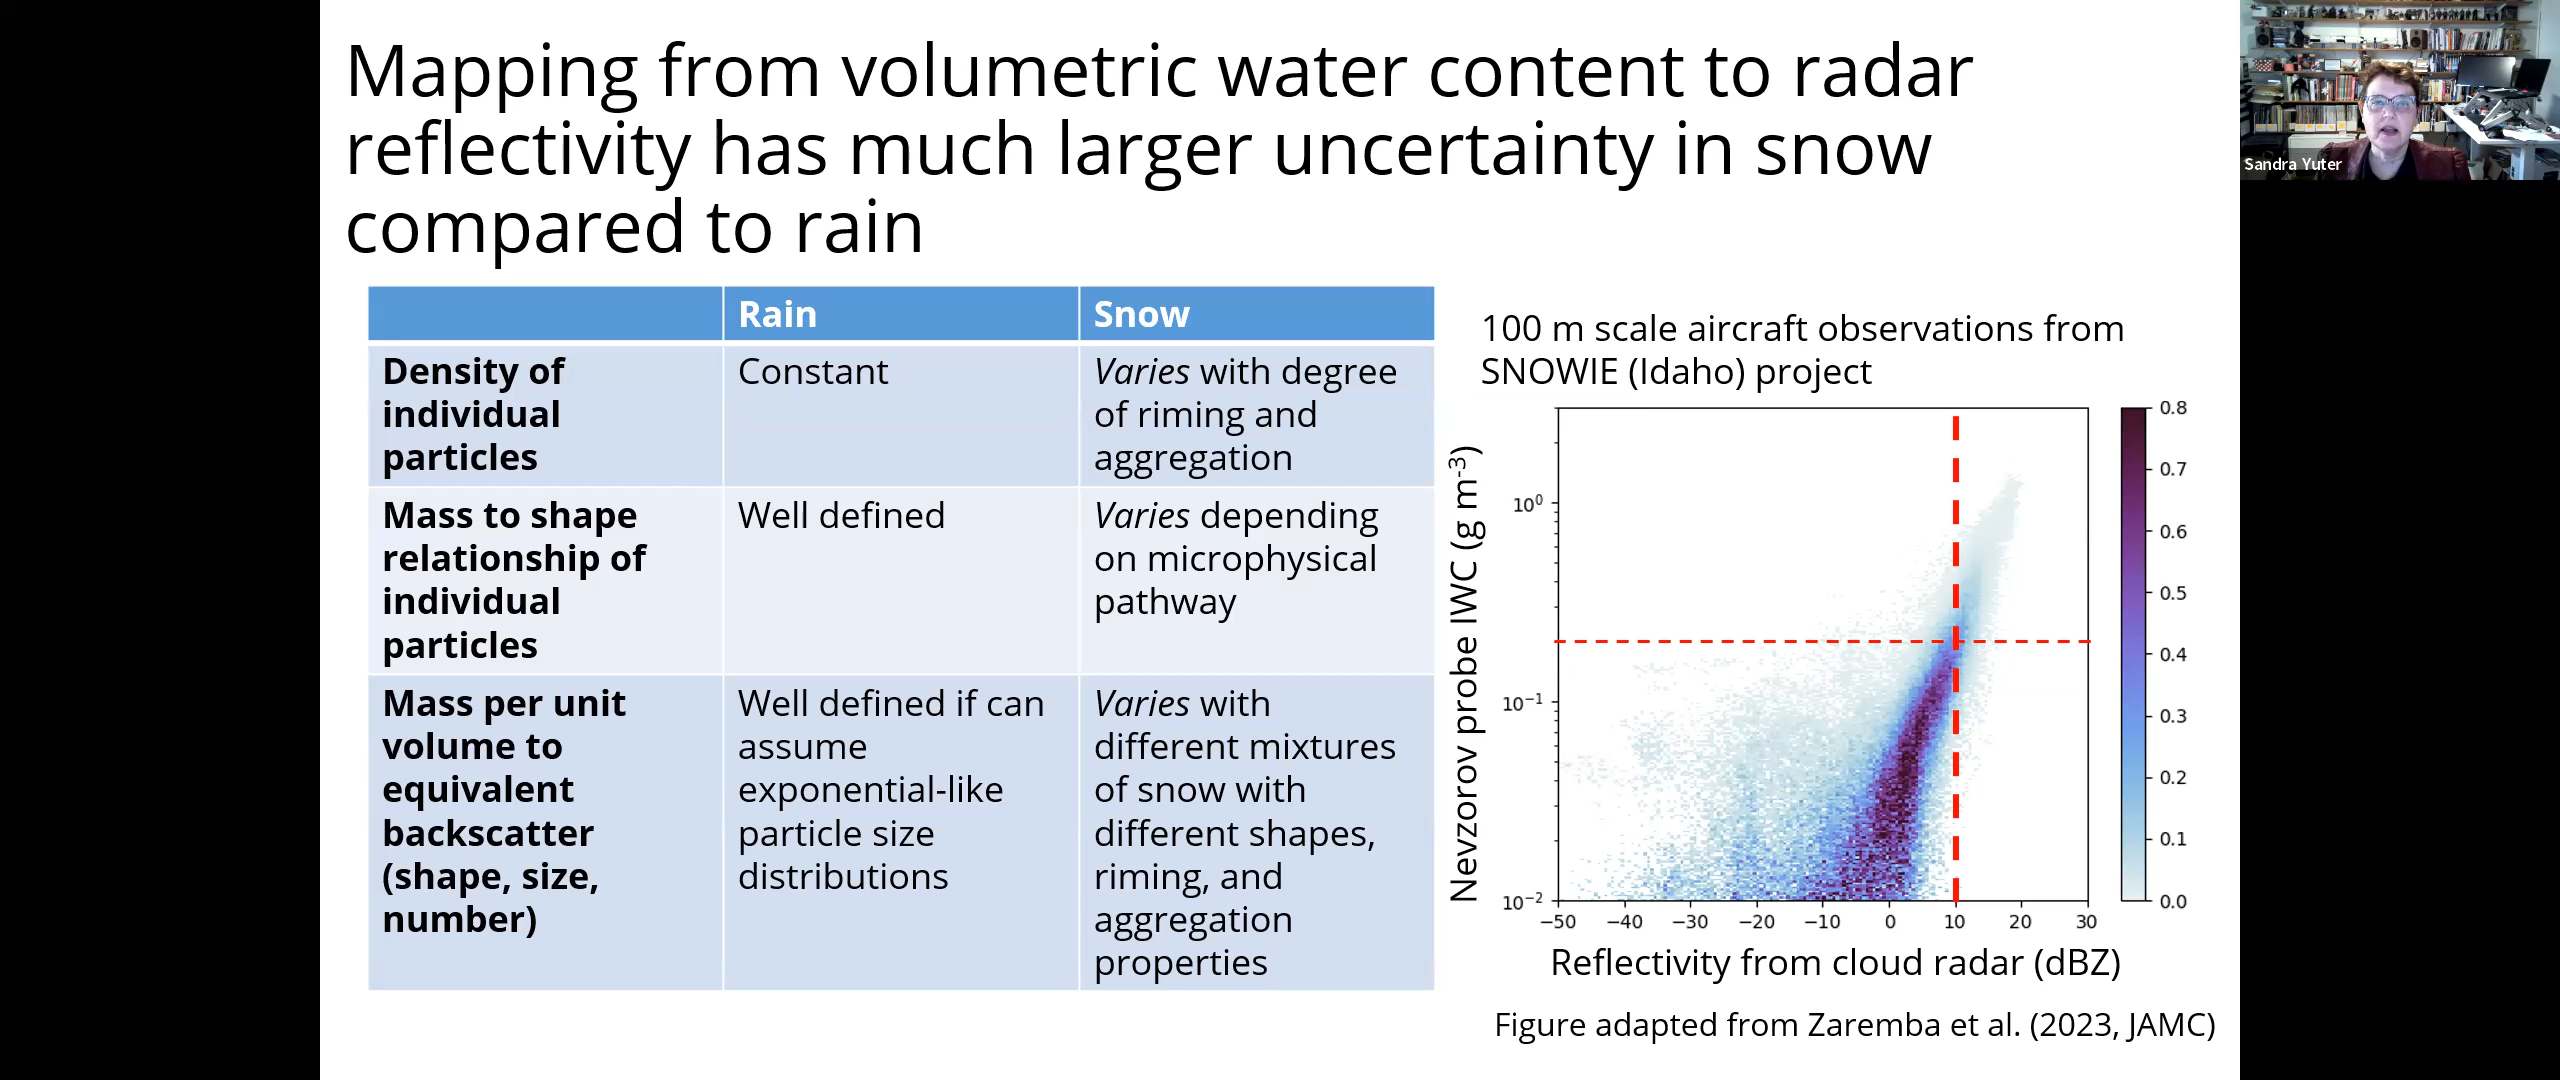 Mapping from volumetric water content to radar
reflectivity has much larger uncertainty in snow
compared to rain
Sandra Yuter
Rain
Snow
Density of
individual
particles
Constant
Varies with degree
of riming and
aggregation
Mass to shape
relationship of
individual
particles
Well defined
Varies depending
on microphysical
pathway
Mass per unit
volume to
equivalent
backscatter
(shape, size,
number)
Well defined if can
assume
exponential-like
particle size
distributions
Varies with
different mixtures
of snow with
different shapes,
riming, and
aggregation
properties
100 m scale aircraft observations from
SNOWIE (Idaho) project
Nevzorov probe IWC (g m⁻³)
10⁰
10⁻¹
10⁻²
−50 −40 −30 −20 −10 0 10 20 30
Reflectivity from cloud radar (dBZ)
0.8
0.7
0.6
0.5
0.4
0.3
0.2
0.1
0.0
Figure adapted from Zaremba et al. (2023, JAMC)